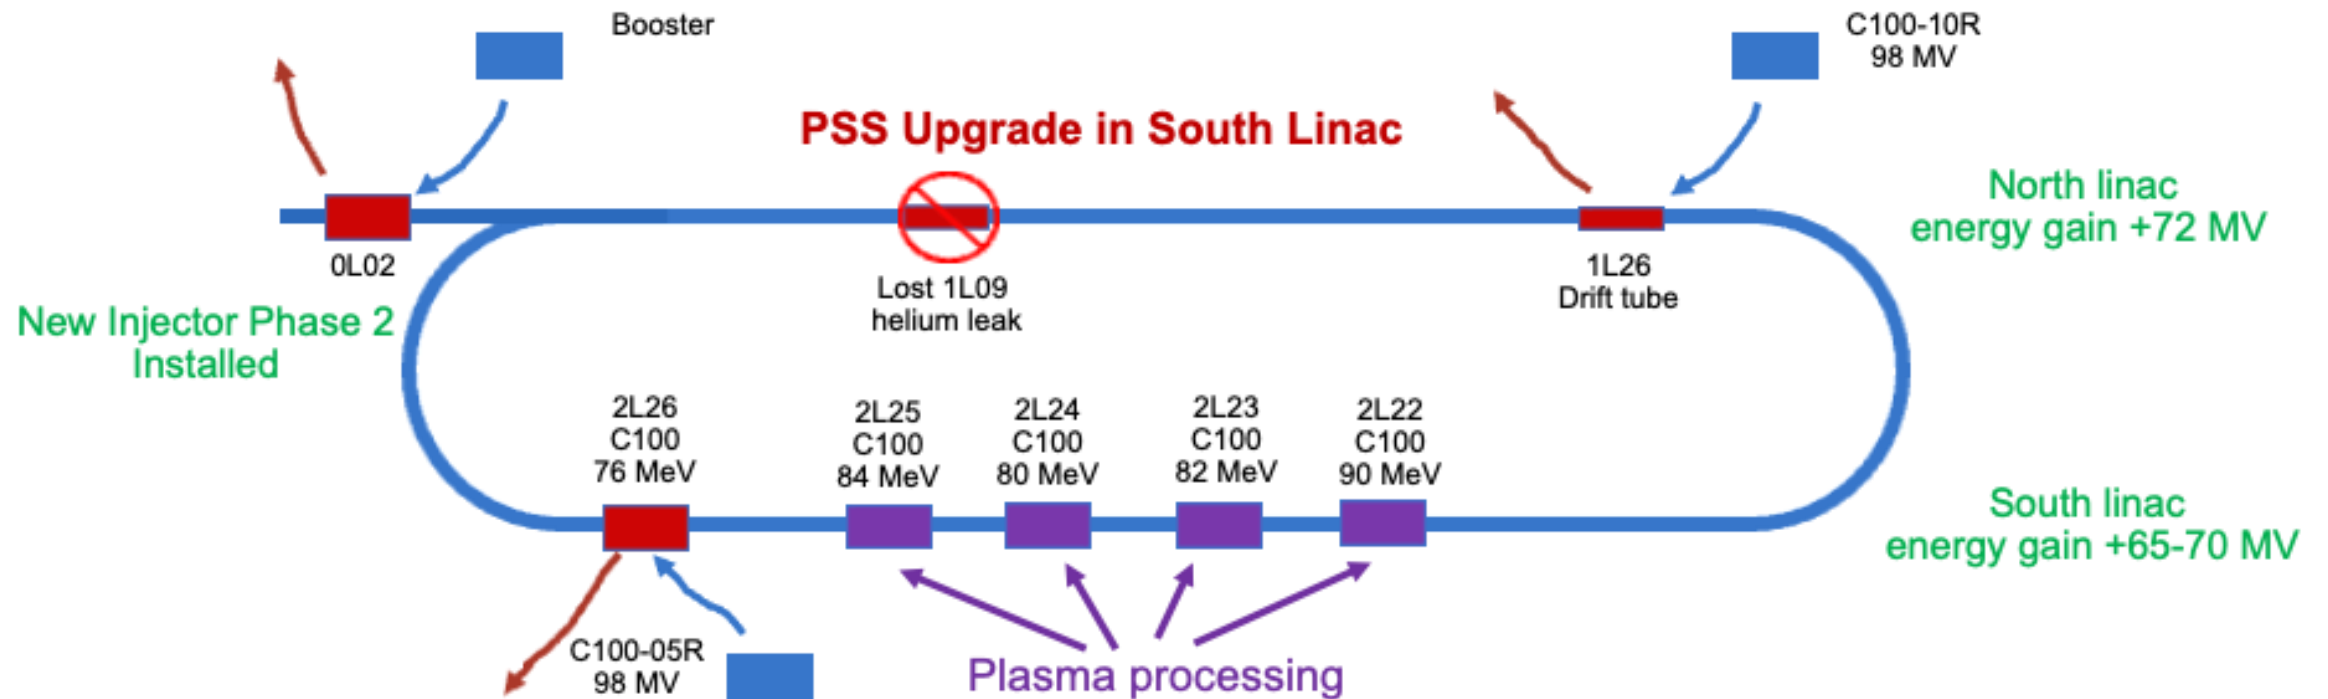 Booster
C100-10R
98 MV
PSS Upgrade in South Linac
North linac
energy gain +72 MV
0L02
Lost 1L09
helium leak
1L26
Drift tube
New Injector Phase 2
Installed
2L26
C100
76 MeV
2L25
C100
84 MeV
2L24
C100
80 MeV
2L23
C100
82 MeV
2L22
C100
90 MeV
South linac
energy gain +65-70 MV
C100-05R
98 MV
Plasma processing